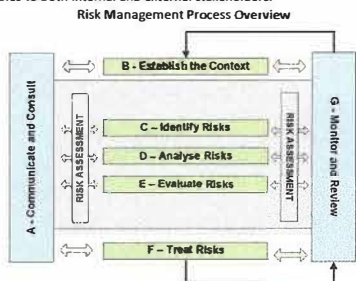 Risk Management Process Overview
B - Establish the Context
A - Communicate and Consult
RISK ASSESSMENT
C – Identify Risks
D – Analyse Risks
E – Evaluate Risks
RISK ASSESSMENT
G - Monitor and Review
F – Treat Risks